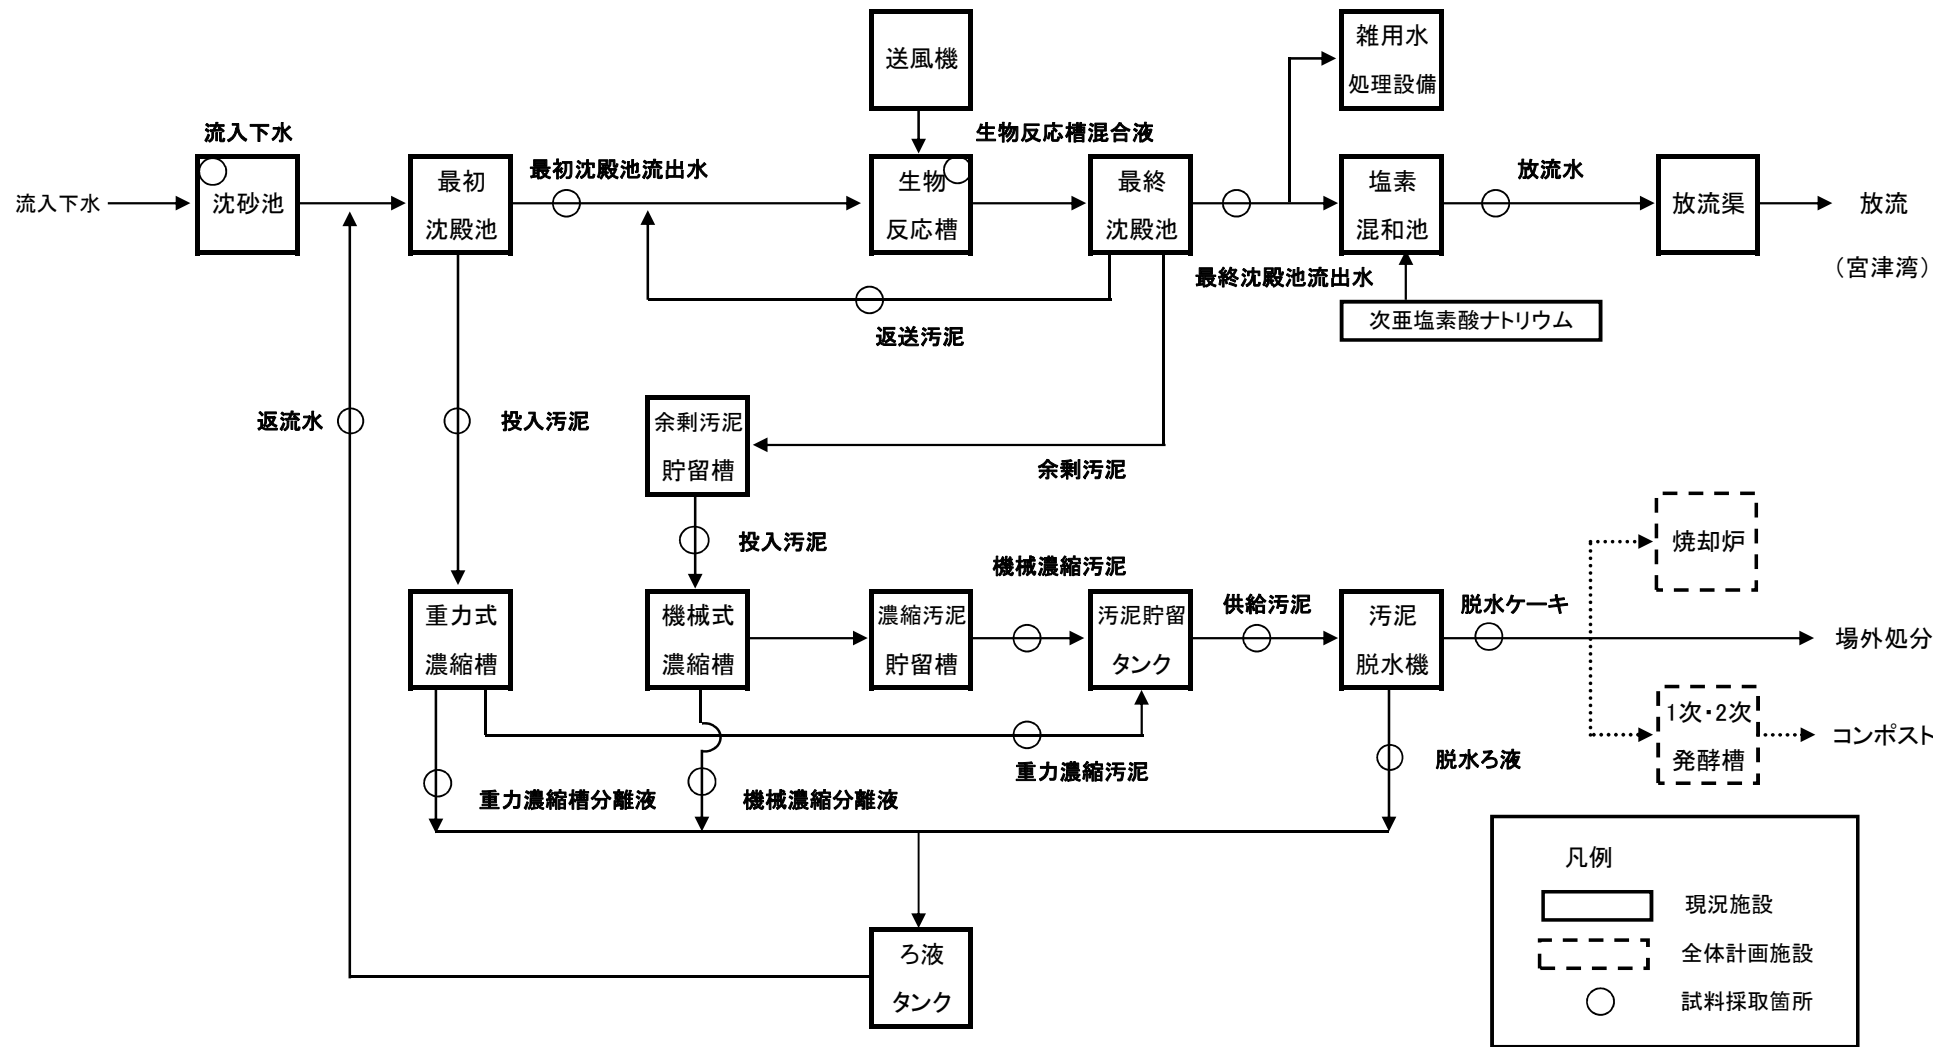 送風機
雑用水
処理設備
流入下水
生物反応槽混合液
最初沈殿池流出水
放流水
流入下水
沈砂池
最初
沈殿池
生物
反応槽
最終
沈殿池
塩素
混和池
放流渠
放流
（宮津湾）
最終沈殿池流出水
次亜塩素酸ナトリウム
返送汚泥
返流水
投入汚泥
余剰汚泥
貯留槽
余剰汚泥
投入汚泥
焼却炉
機械濃縮汚泥
供給汚泥
脱水ケーキ
重力式
濃縮槽
機械式
濃縮槽
濃縮汚泥
貯留槽
汚泥貯留
タンク
汚泥
脱水機
場外処分
1次・2次
発酵槽
コンポスト
重力濃縮汚泥
脱水ろ液
重力濃縮槽分離液
機械濃縮分離液
ろ液
タンク
凡例
現況施設
全体計画施設
試料採取箇所